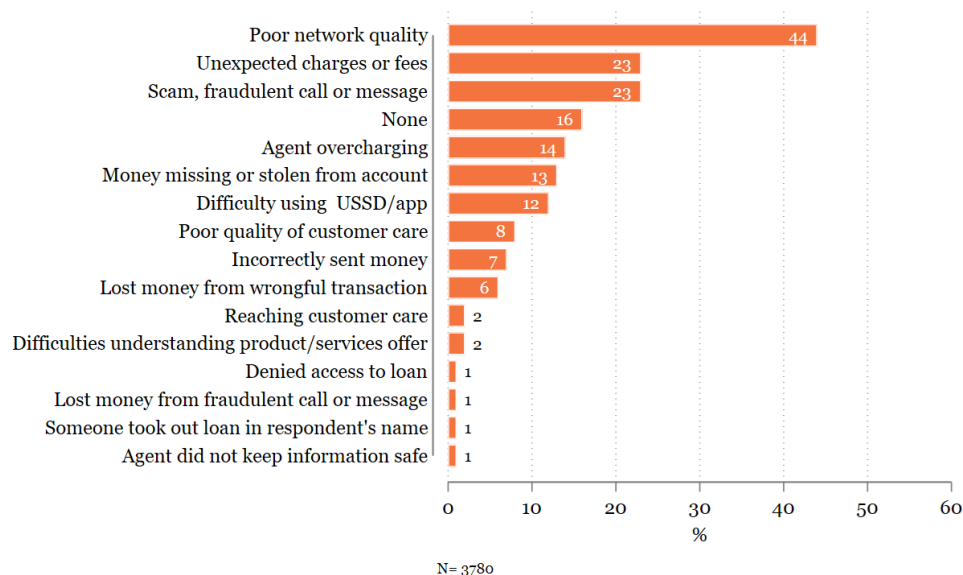 Poor network quality 44
Unexpected charges or fees 23
Scam, fraudulent call or message 23
None 16
Agent overcharging 14
Money missing or stolen from account 13
Difficulty using  USSD/app 12
Poor quality of customer care 8
Incorrectly sent money 7
Lost money from wrongful transaction 6
Reaching customer care 2
Difficulties understanding product/services offer 2
Denied access to loan 1
Lost money from fraudulent call or message 1
Someone took out loan in respondent's name 1
Agent did not keep information safe 1
0 10 20 30 40 50 60
%
N= 3780